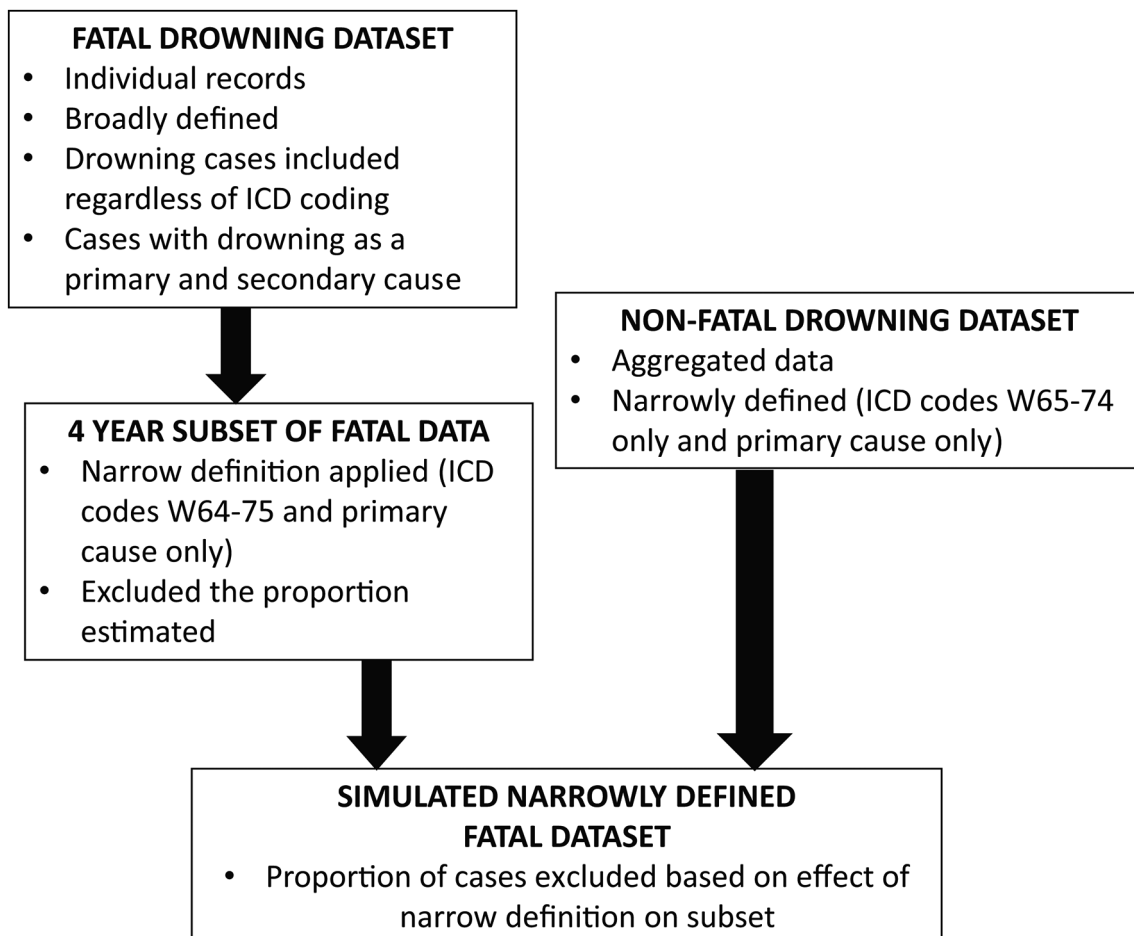 FATAL DROWNING DATASET
• Individual records
• Broadly defined
• Drowning cases included
regardless of ICD coding
• Cases with drowning as a
primary and secondary cause
NON-FATAL DROWNING DATASET
• Aggregated data
• Narrowly defined (ICD codes W65-74
only and primary cause only)
4 YEAR SUBSET OF FATAL DATA
• Narrow definition applied (ICD
codes W64-75 and primary
cause only)
• Excluded the proportion
estimated
SIMULATED NARROWLY DEFINED
FATAL DATASET
• Proportion of cases excluded based on effect of
narrow definition on subset